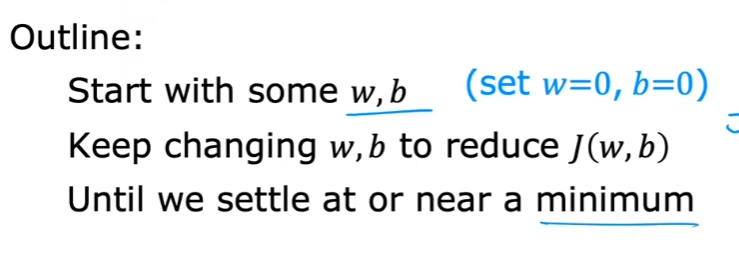 Outline:
Start with some w,b (set w=0, b=0)
Keep changing w,b to reduce J(w,b)
Until we settle at or near a minimum